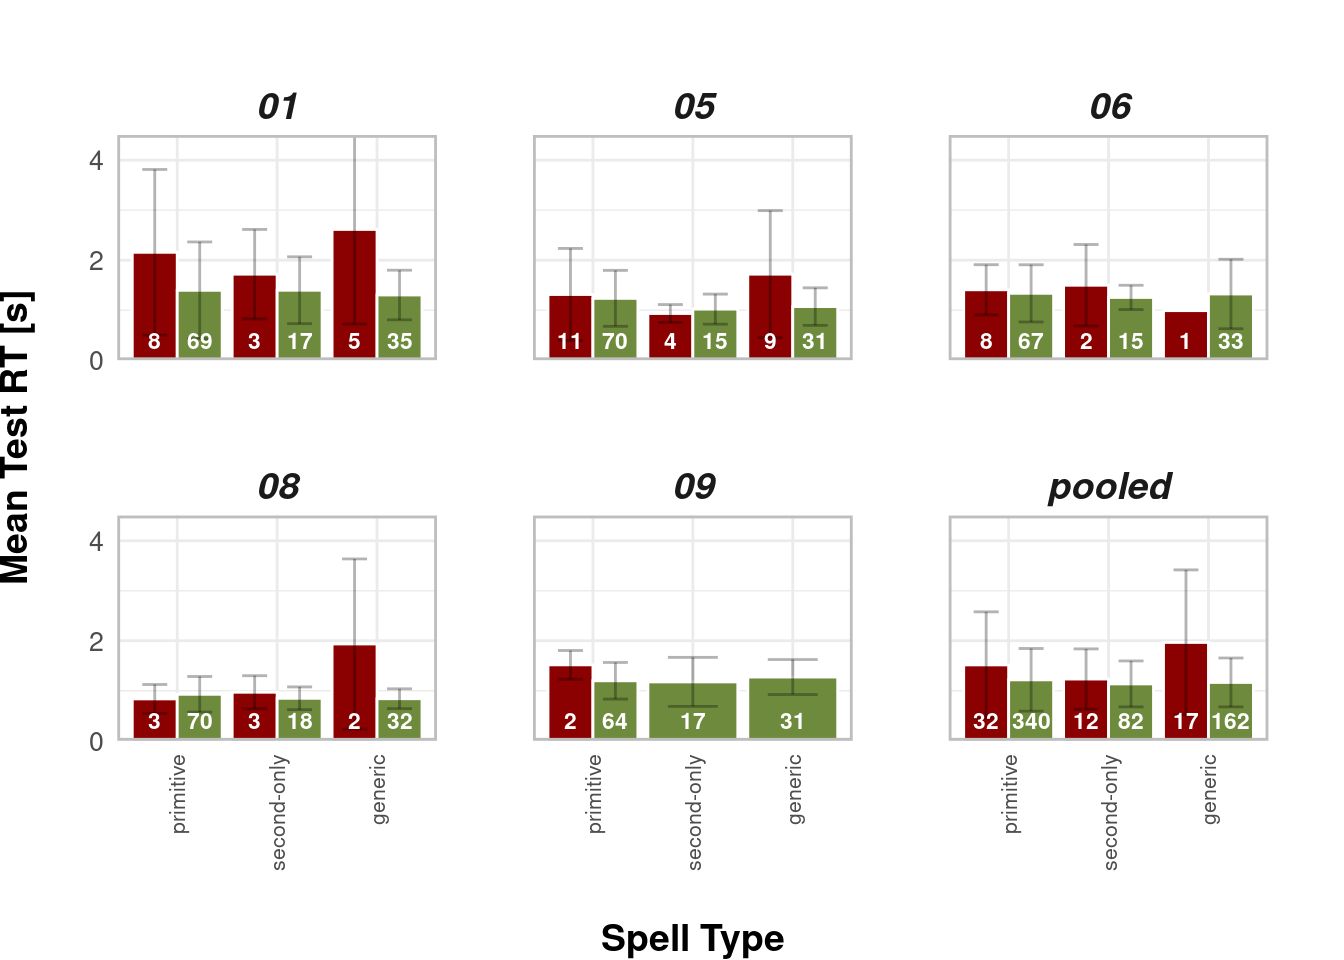 01 05 06
4
2
0
8 69 3 17 5 35
11 70 4 15 9 31
8 67 2 15 1 33
Mean Test RT [s]
08 09 pooled
4
2
0
3 70 3 18 2 32
2 64 17 31
32 340 12 82 17 162
primitive second-only generic
primitive second-only generic
primitive second-only generic
Spell Type